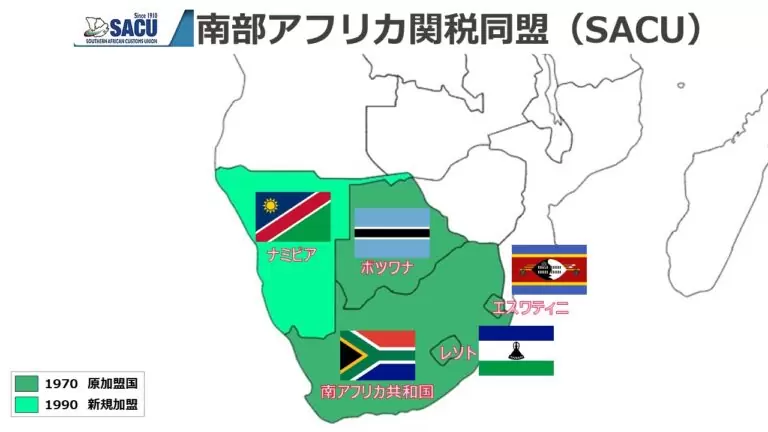 Since 1910
SACU
SOUTHERN AFRICAN CUSTOMS UNION
南部アフリカ関税同盟（SACU）
ナミビア
ボツワナ
エスワティニ
レソト
南アフリカ共和国
1970 原加盟国
1990 新規加盟